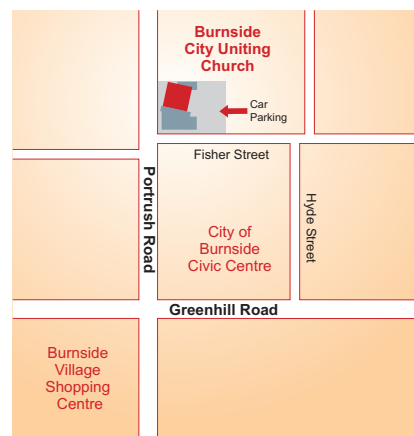 Burnside
City Uniting
Church
Car
Parking
Fisher Street
Portrush Road
Hyde Street
City of
Burnside
Civic Centre
Greenhill Road
Burnside
Village
Shopping
Centre